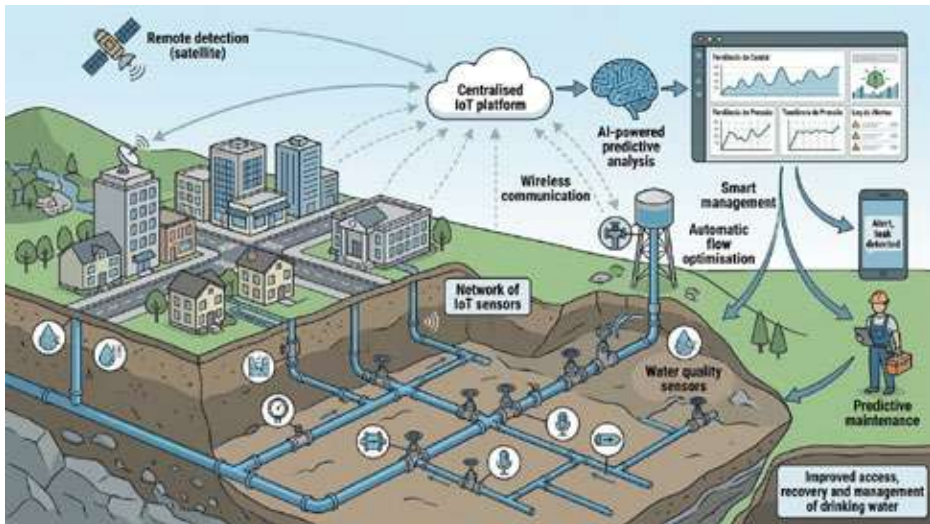 Remote detection
(satellite)
Centralised
IoT platform
AI-powered
predictive
analysis
Wireless
communication
Smart
management
Automatic
flow
optimisation
Alert,
leak
detected
Network of
IoT sensors
Water quality
sensors
Predictive
maintenance
Improved access,
recovery and management
of drinking water